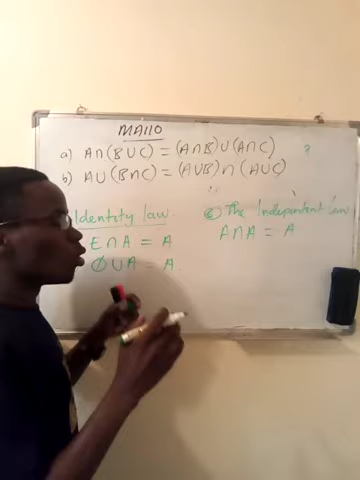 MA110
a) A∩(B∪C) = (A∩B)∪(A∩C)
b) A∪(B∩C) = (A∪B)∩(A∪C)
Identity law.
E∩A = A
∅∪A = A.
The Independent law
A∩A = A